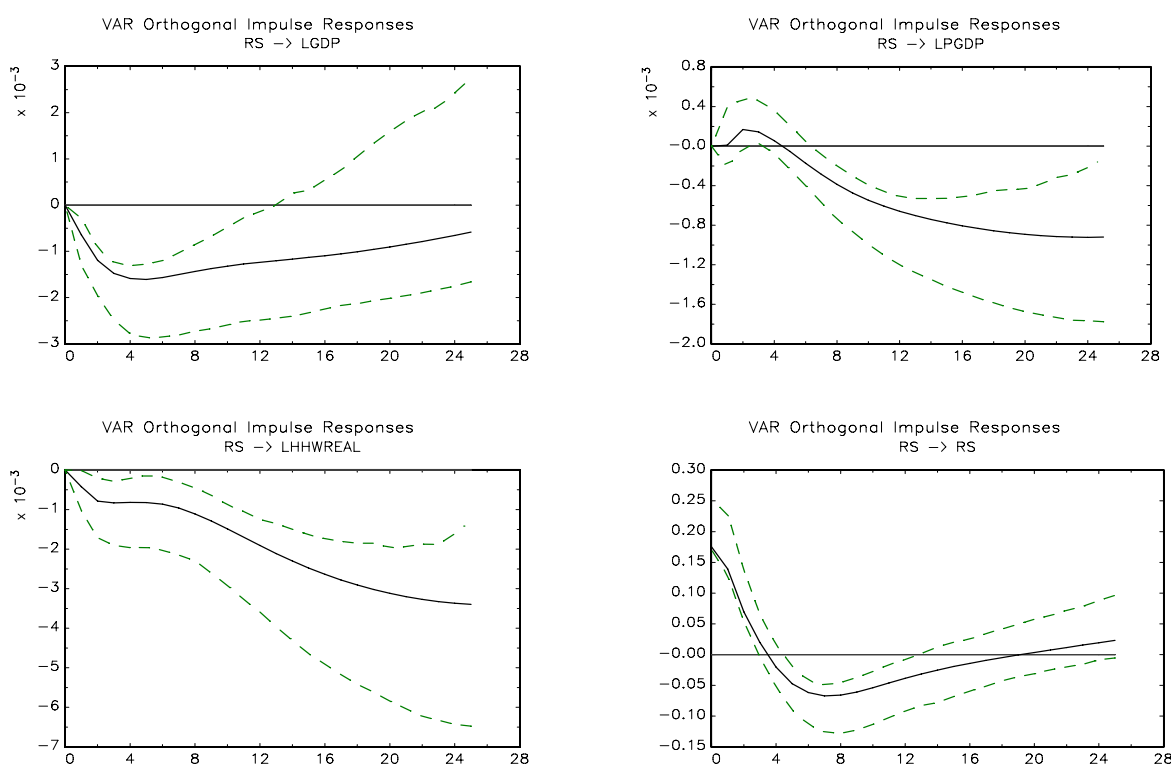 VAR Orthogonal Impulse Responses
RS -> LGDP
x 10⁻³
3
2
1
0
-1
-2
-3
0 4 8 12 16 20 24 28
VAR Orthogonal Impulse Responses
RS -> LPGDP
x 10⁻³
0.8
0.4
-0.0
-0.4
-0.8
-1.2
-1.6
-2.0
0 4 8 12 16 20 24 28
VAR Orthogonal Impulse Responses
RS -> LHHWREAL
x 10⁻³
0
-1
-2
-3
-4
-5
-6
-7
0 4 8 12 16 20 24 28
VAR Orthogonal Impulse Responses
RS -> RS
0.30
0.25
0.20
0.15
0.10
0.05
-0.00
-0.05
-0.10
-0.15
0 4 8 12 16 20 24 28